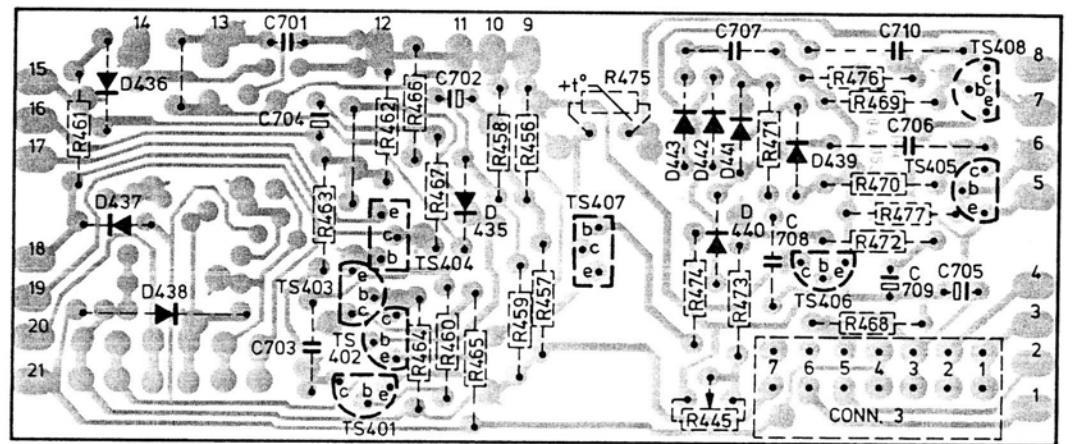 14
13
C701
12
11
10
9
C707
C710
TS408
8
15
D436
C702
+t°
R475
R476
c
b
e
16
R461
C704
R462
R466
R458
R456
D443
D442
D441
R471
R469
7
17
C706
6
D439
TS405
R467
R463
D437
D
435
TS407
R470
c
b
e
5
e
c
b
TS404
b
c
e
D
440
C
708
R477
R472
18
TS403
e
b
c
R459
R457
R474
R473
c
b
e
TS406
C
709
C705
4
19
D438
3
20
C703
TS
402
c
b
e
R464
R460
R465
R468
21
2
7
6
5
4
3
2
1
c
b
e
TS401
R445
CONN. 3
1